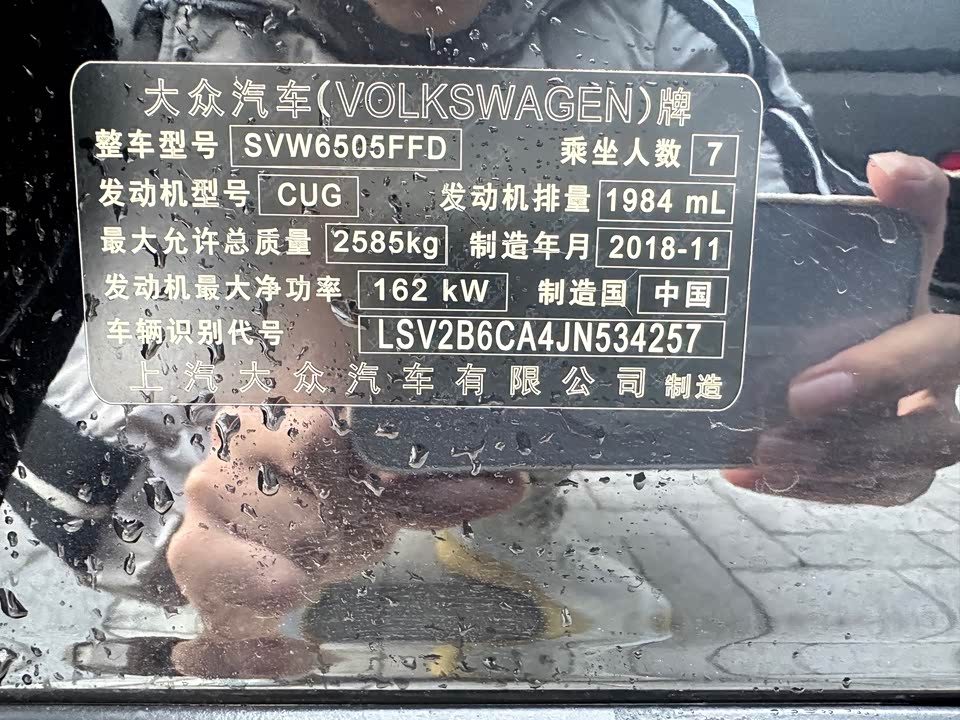 大众汽车(VOLKSWAGEN)牌
整车型号 SVW6505FFD 乘坐人数 7
发动机型号 CUG 发动机排量 1984 mL
最大允许总质量 2585kg 制造年月 2018-11
发动机最大净功率 162 kW 制造国 中国
车辆识别代号 LSV2B6CA4JN534257
上汽大众汽车有限公司 制造